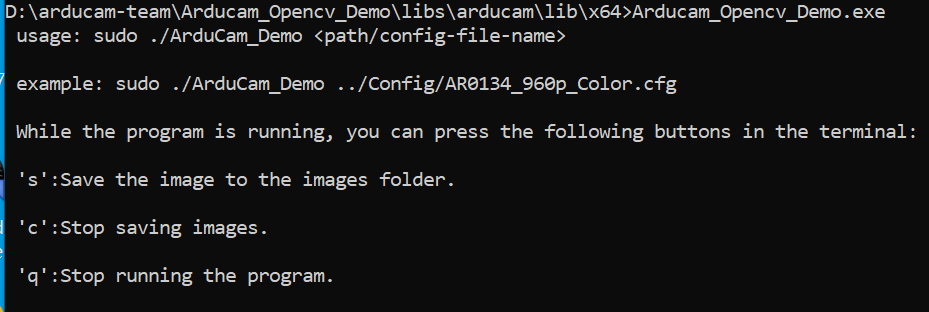 D:\arducam-team\Arducam_Opencv_Demo\libs\arducam\lib\x64>Arducam_Opencv_Demo.exe
usage: sudo ./ArduCam_Demo <path/config-file-name>
example: sudo ./ArduCam_Demo ../Config/AR0134_960p_Color.cfg
While the program is running, you can press the following buttons in the terminal:
's':Save the image to the images folder.
'c':Stop saving images.
'q':Stop running the program.